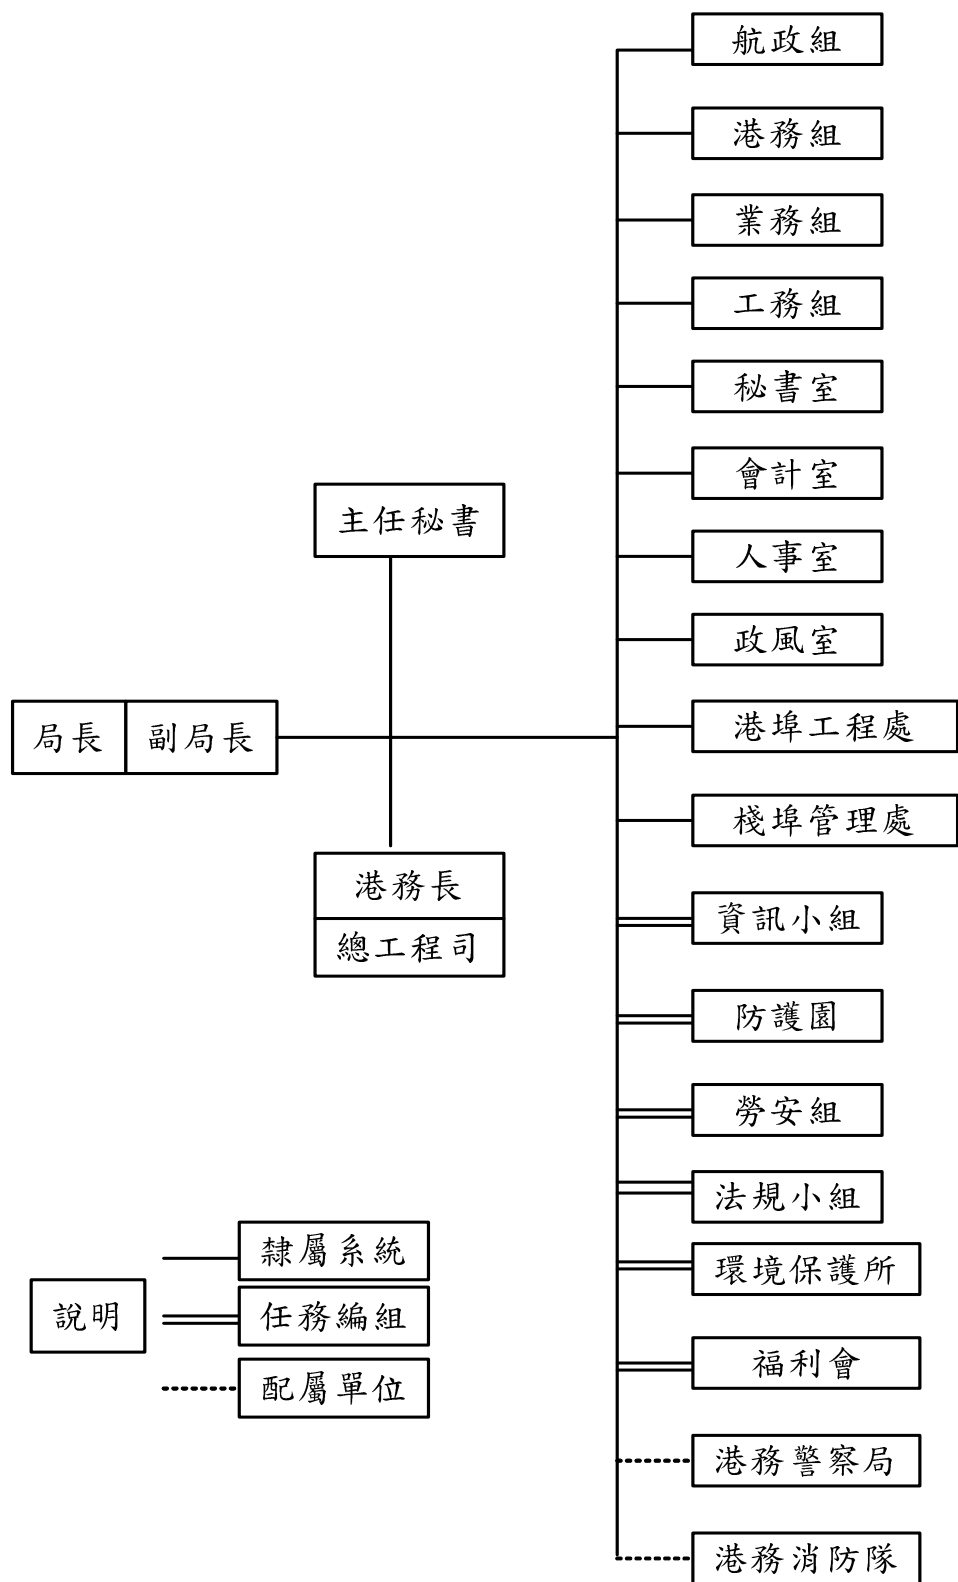 航政組
港務組
業務組
工務組
秘書室
會計室
主任秘書
人事室
政風室
局長 副局長
港埠工程處
棧埠管理處
港務長
總工程司
資訊小組
防護園
勞安組
法規小組
環境保護所
福利會
港務警察局
港務消防隊
說明
隸屬系統
任務編組
配屬單位